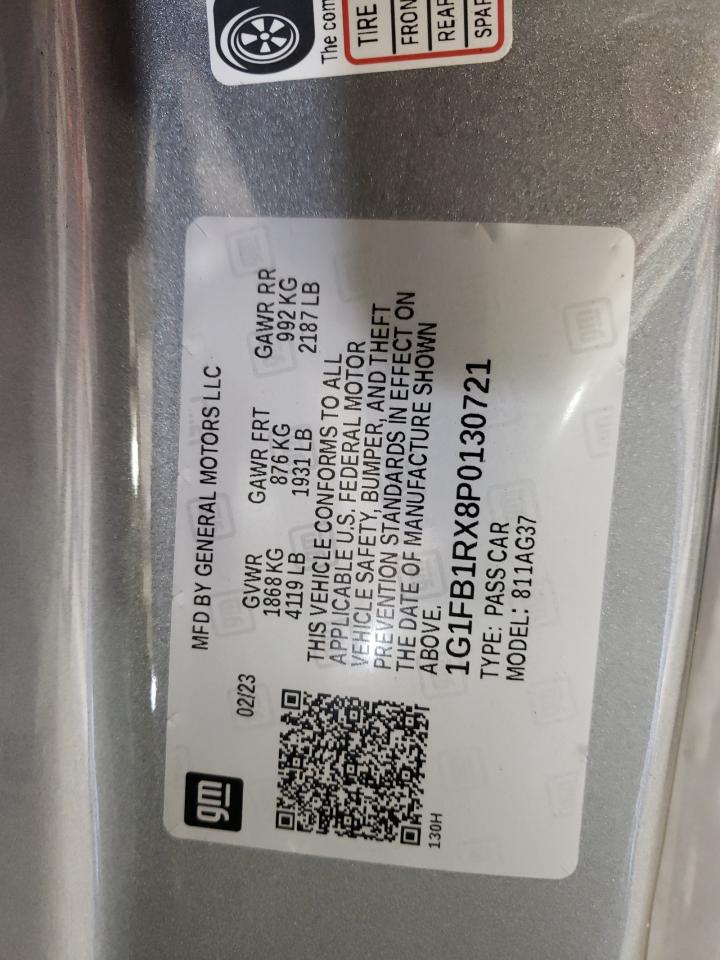 The com
TIRE
FRON
REAR
SPAR
gm
MFD BY GENERAL MOTORS LLC
02/23
GVWR GAWR FRT GAWR RR
1868KG 876 KG 992 KG
4119 LB 1931 LB 2187 LB
THIS VEHICLE CONFORMS TO ALL
APPLICABLE U.S. FEDERAL MOTOR
VEHICLE SAFETY, BUMPER, AND THEFT
PREVENTION STANDARDS IN EFFECT ON
THE DATE OF MANUFACTURE SHOWN
ABOVE.
1G1FB1RX8P0130721
TYPE: PASS CAR
MODEL: 811AG37
130H